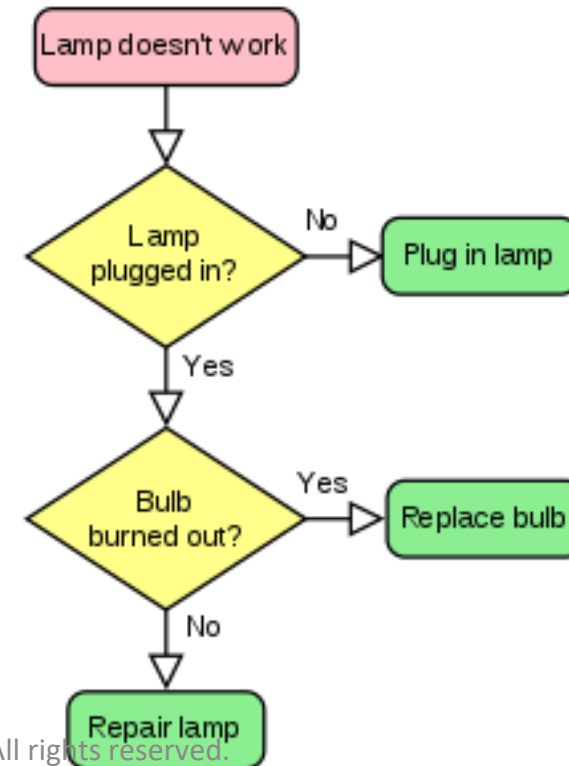 Lamp doesn't work
No
Lamp
plugged in?
Plug in lamp
Yes
Yes
Bulb
burned out?
Replace bulb
No
Repair lamp
All rights reserved.